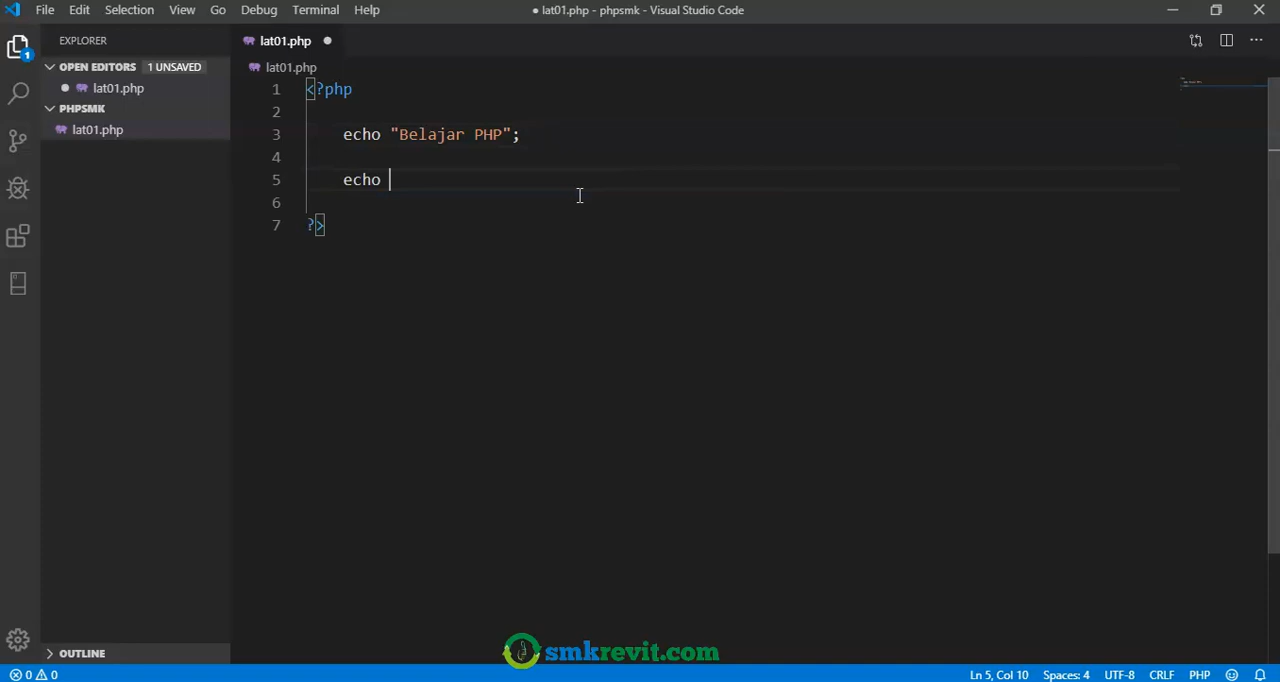 File Edit Selection View Go Debug Terminal Help
● lat01.php - phpsmk - Visual Studio Code
EXPLORER
lat01.php ●
OPEN EDITORS 1 UNSAVED
lat01.php
● lat01.php
PHPSMK
lat01.php
1
1 <?php
2
3 echo "Belajar PHP";
4
5 echo
6
7 ?>
OUTLINE
smkrevit.com
0 0
Ln 5, Col 10 Spaces: 4 UTF-8 CRLF PHP